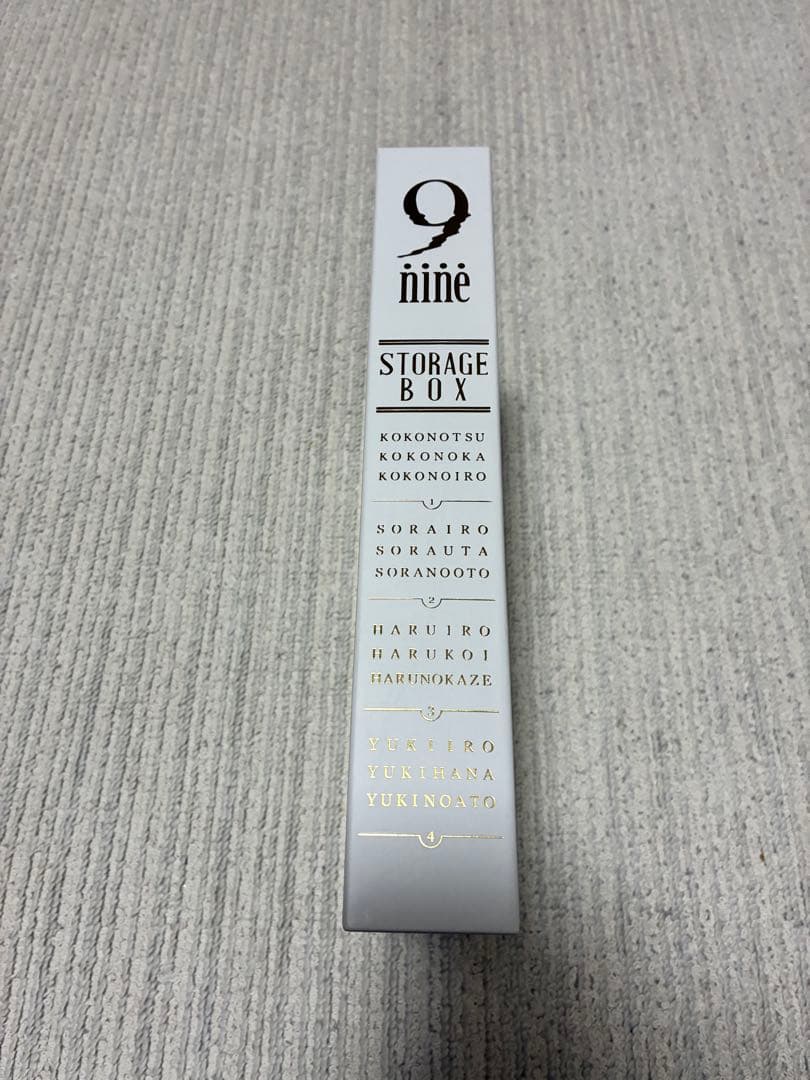 9
nine
STORAGE
BOX
KOKONOTSU
KOKONOKA
KOKONOIRO
1
SORAIRO
SORAUTA
SORANOOTO
2
HARUIRO
HARUKOI
HARUNOKAZE
3
YUKIIRO
YUKIHANA
YUKINOATO
4